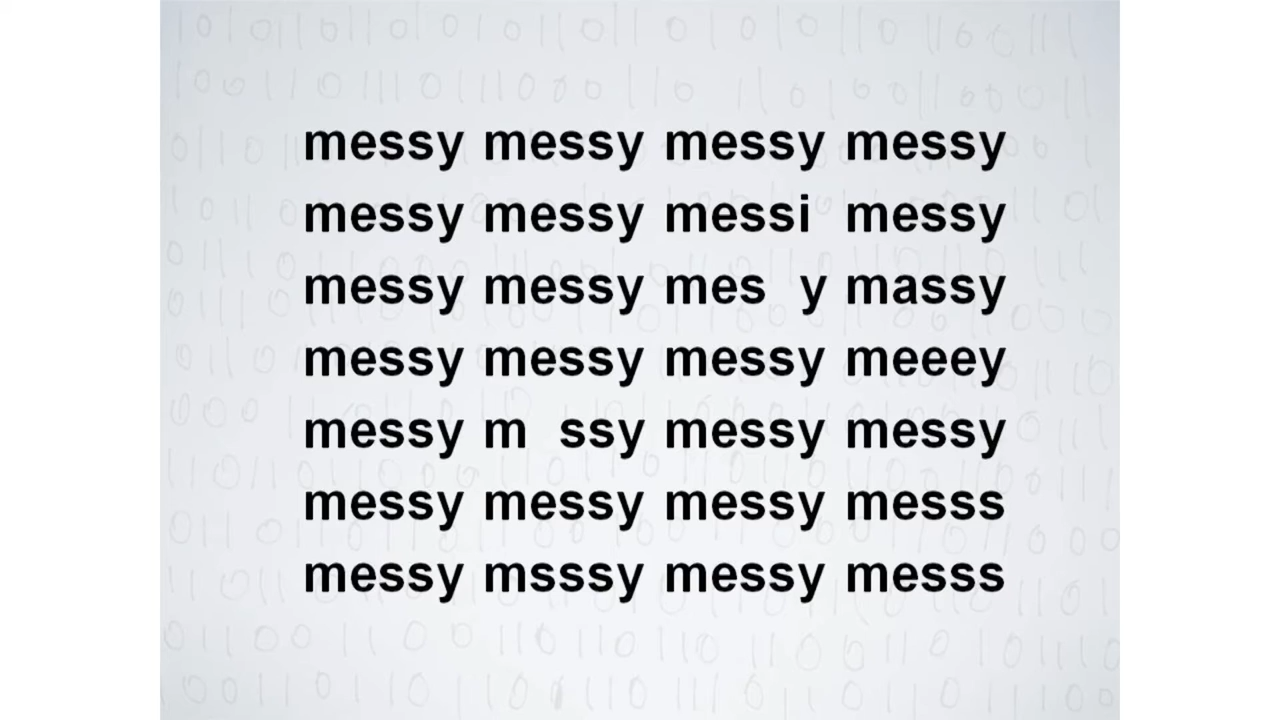 messy messy messy messy
messy messy messi  messy
messy messy mes  y massy
messy messy messy meeey
messy m  ssy messy messy
messy messy messy messs
messy msssy messy messs